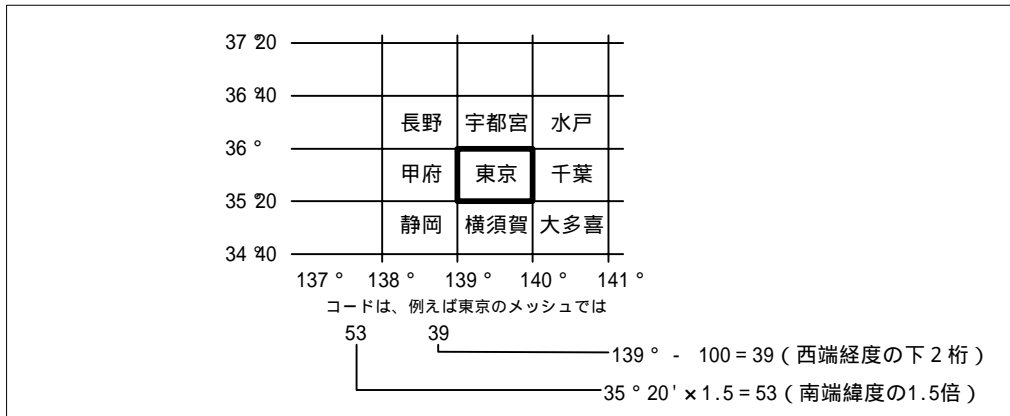 37°20
36°40
長野 宇都宮 水戸
36 °
甲府 東京 千葉
35°20
静岡 横須賀 大多喜
34°40
137 ° 138 ° 139 ° 140 ° 141 °
コードは、例えば東京のメッシュでは
53 39
139 ° - 100 = 39 ( 西端経度の下 2 桁 )
35 ° 20 ' × 1.5 = 53 ( 南端緯度の1.5倍 )